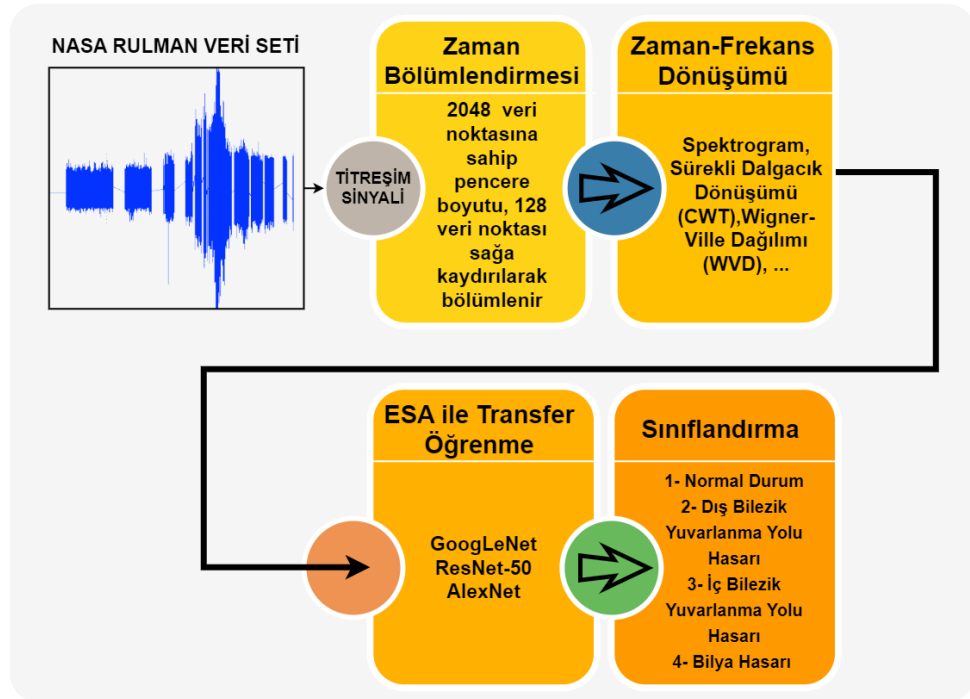 NASA RULMAN VERİ SETİ
TİTREŞİM
SİNYALİ
Zaman
Bölümlendirmesi
2048 veri
noktasına
sahip
pencere
boyutu, 128
veri noktası
sağa
kaydırılarak
bölümlenir
Zaman-Frekans
Dönüşümü
Spektrogram,
Sürekli Dalgacık
Dönüşümü
(CWT),Wigner-
Ville Dağılımı
(WVD), ...
ESA ile Transfer
Öğrenme
GoogLeNet
ResNet-50
AlexNet
Sınıflandırma
1- Normal Durum
2- Dış Bilezik
Yuvarlanma Yolu
Hasarı
3- İç Bilezik
Yuvarlanma Yolu
Hasarı
4- Bilya Hasarı